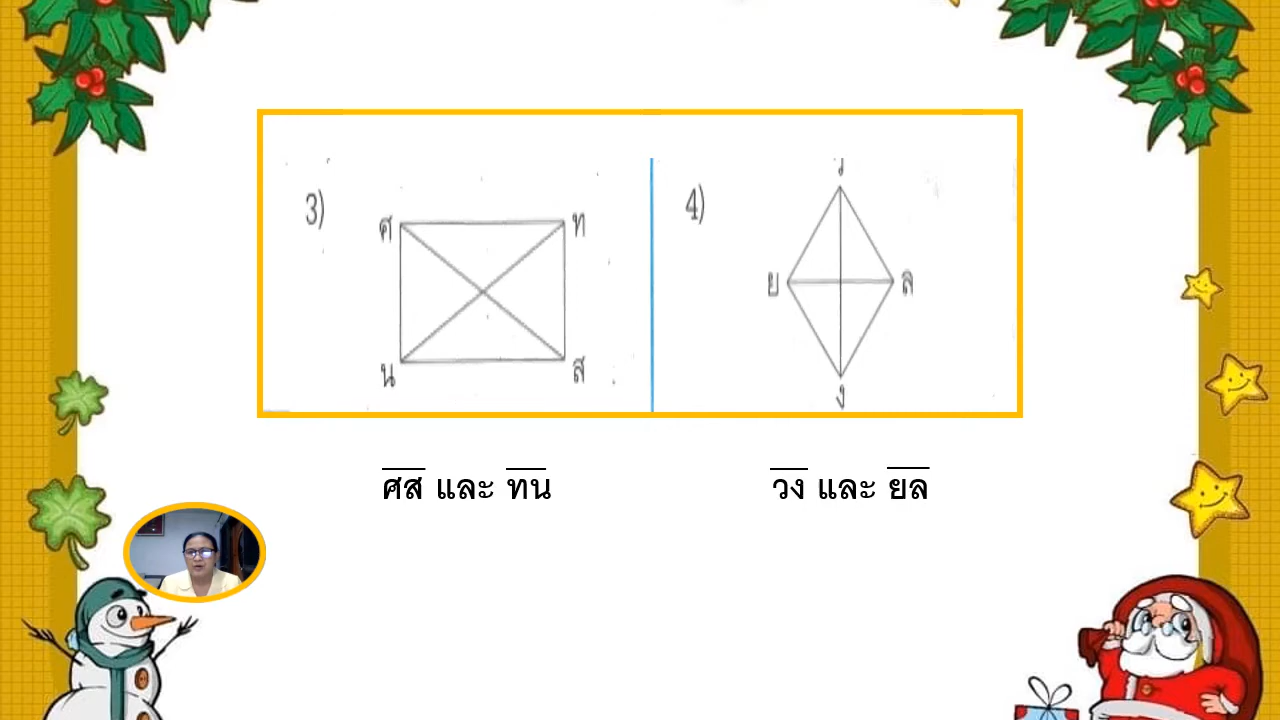 3)
ศ ท
น ส
4)
ว
ย ล
ง
ศส และ ทน
วง และ ยล